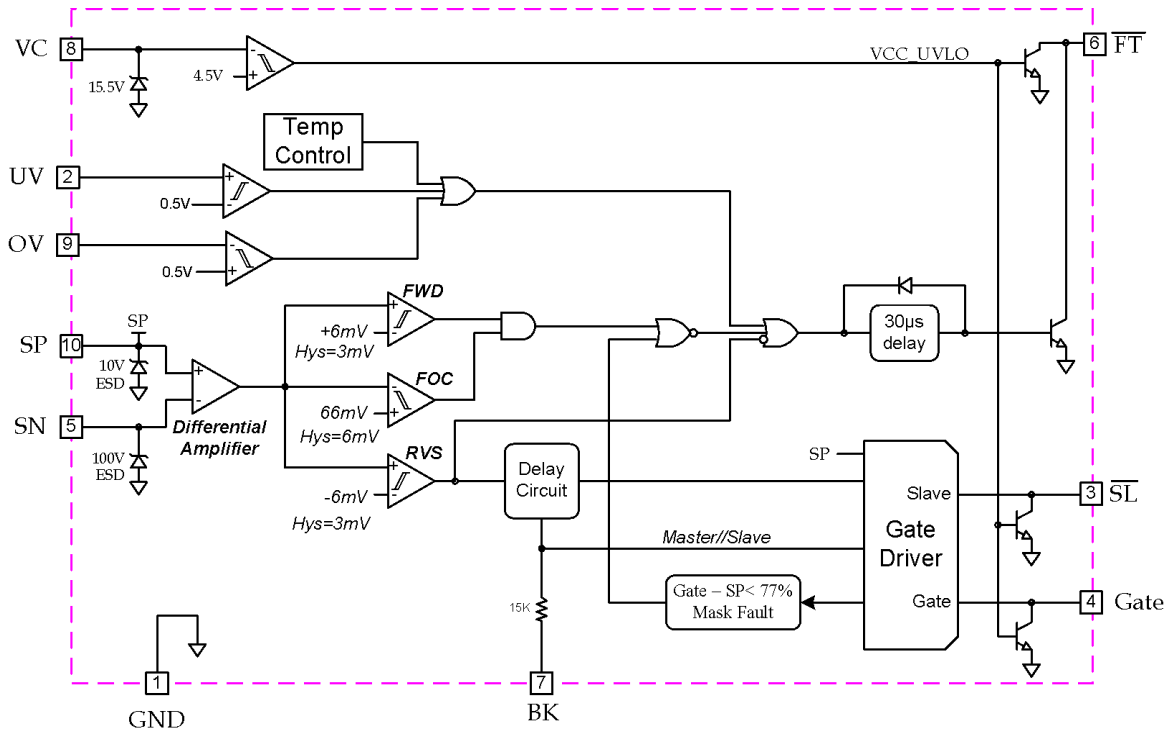 VC
8
15.5V
-
4.5V
+
VCC_UVLO
6
FT
Temp
Control
UV
2
+
0.5V
-
OV
9
-
0.5V
+
FWD
+
+6mV
-
Hys=3mV
30µs
delay
SP
SP
10
10V
ESD
+
-
Differential
Amplifier
FOC
-
66mV
+
Hys=6mV
SN
5
100V
ESD
RVS
+
-6mV
-
Hys=3mV
Delay
Circuit
SP
Slave
Gate
Driver
Gate
3
SL
Master//Slave
Gate – SP< 77%
Mask Fault
4
Gate
15K
1
GND
7
BK